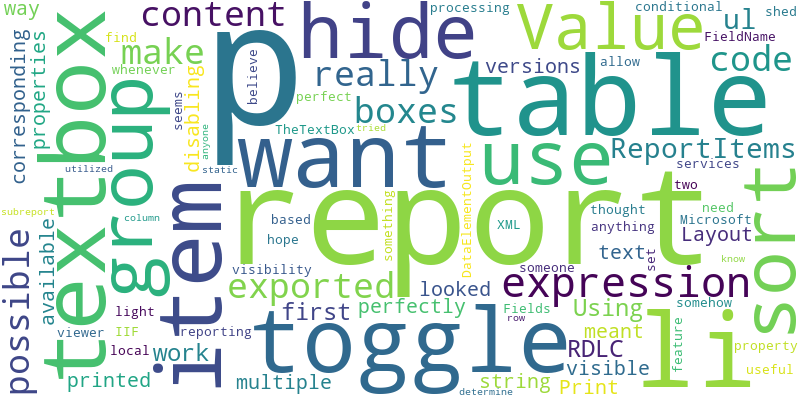 way
content
hide
processing
conditional
shed
Value
ul
FieldName
find
make
whenever
properties
corresponding
textbox
group
disabling
seems
anyone
believe
p
really
versions
allow
code
perfect
TheTextBox
tried
boxes
table
want
use
ReportItems
static
services
utilized
subreport
column
available
item
based
hope
something
report
DataElementOutput
XML
thought
anything
two
need
Microsoft
Layout
know
sort
possible
visibility
exported
looked
someone
text
set
expression
somehow
viewer
light
IIF
local
reporting
first
perfectly
Fields
row
Using
meant
RDLC
feature
property
work
toggle
li
visible
useful
printed
multiple
string
Print
determine